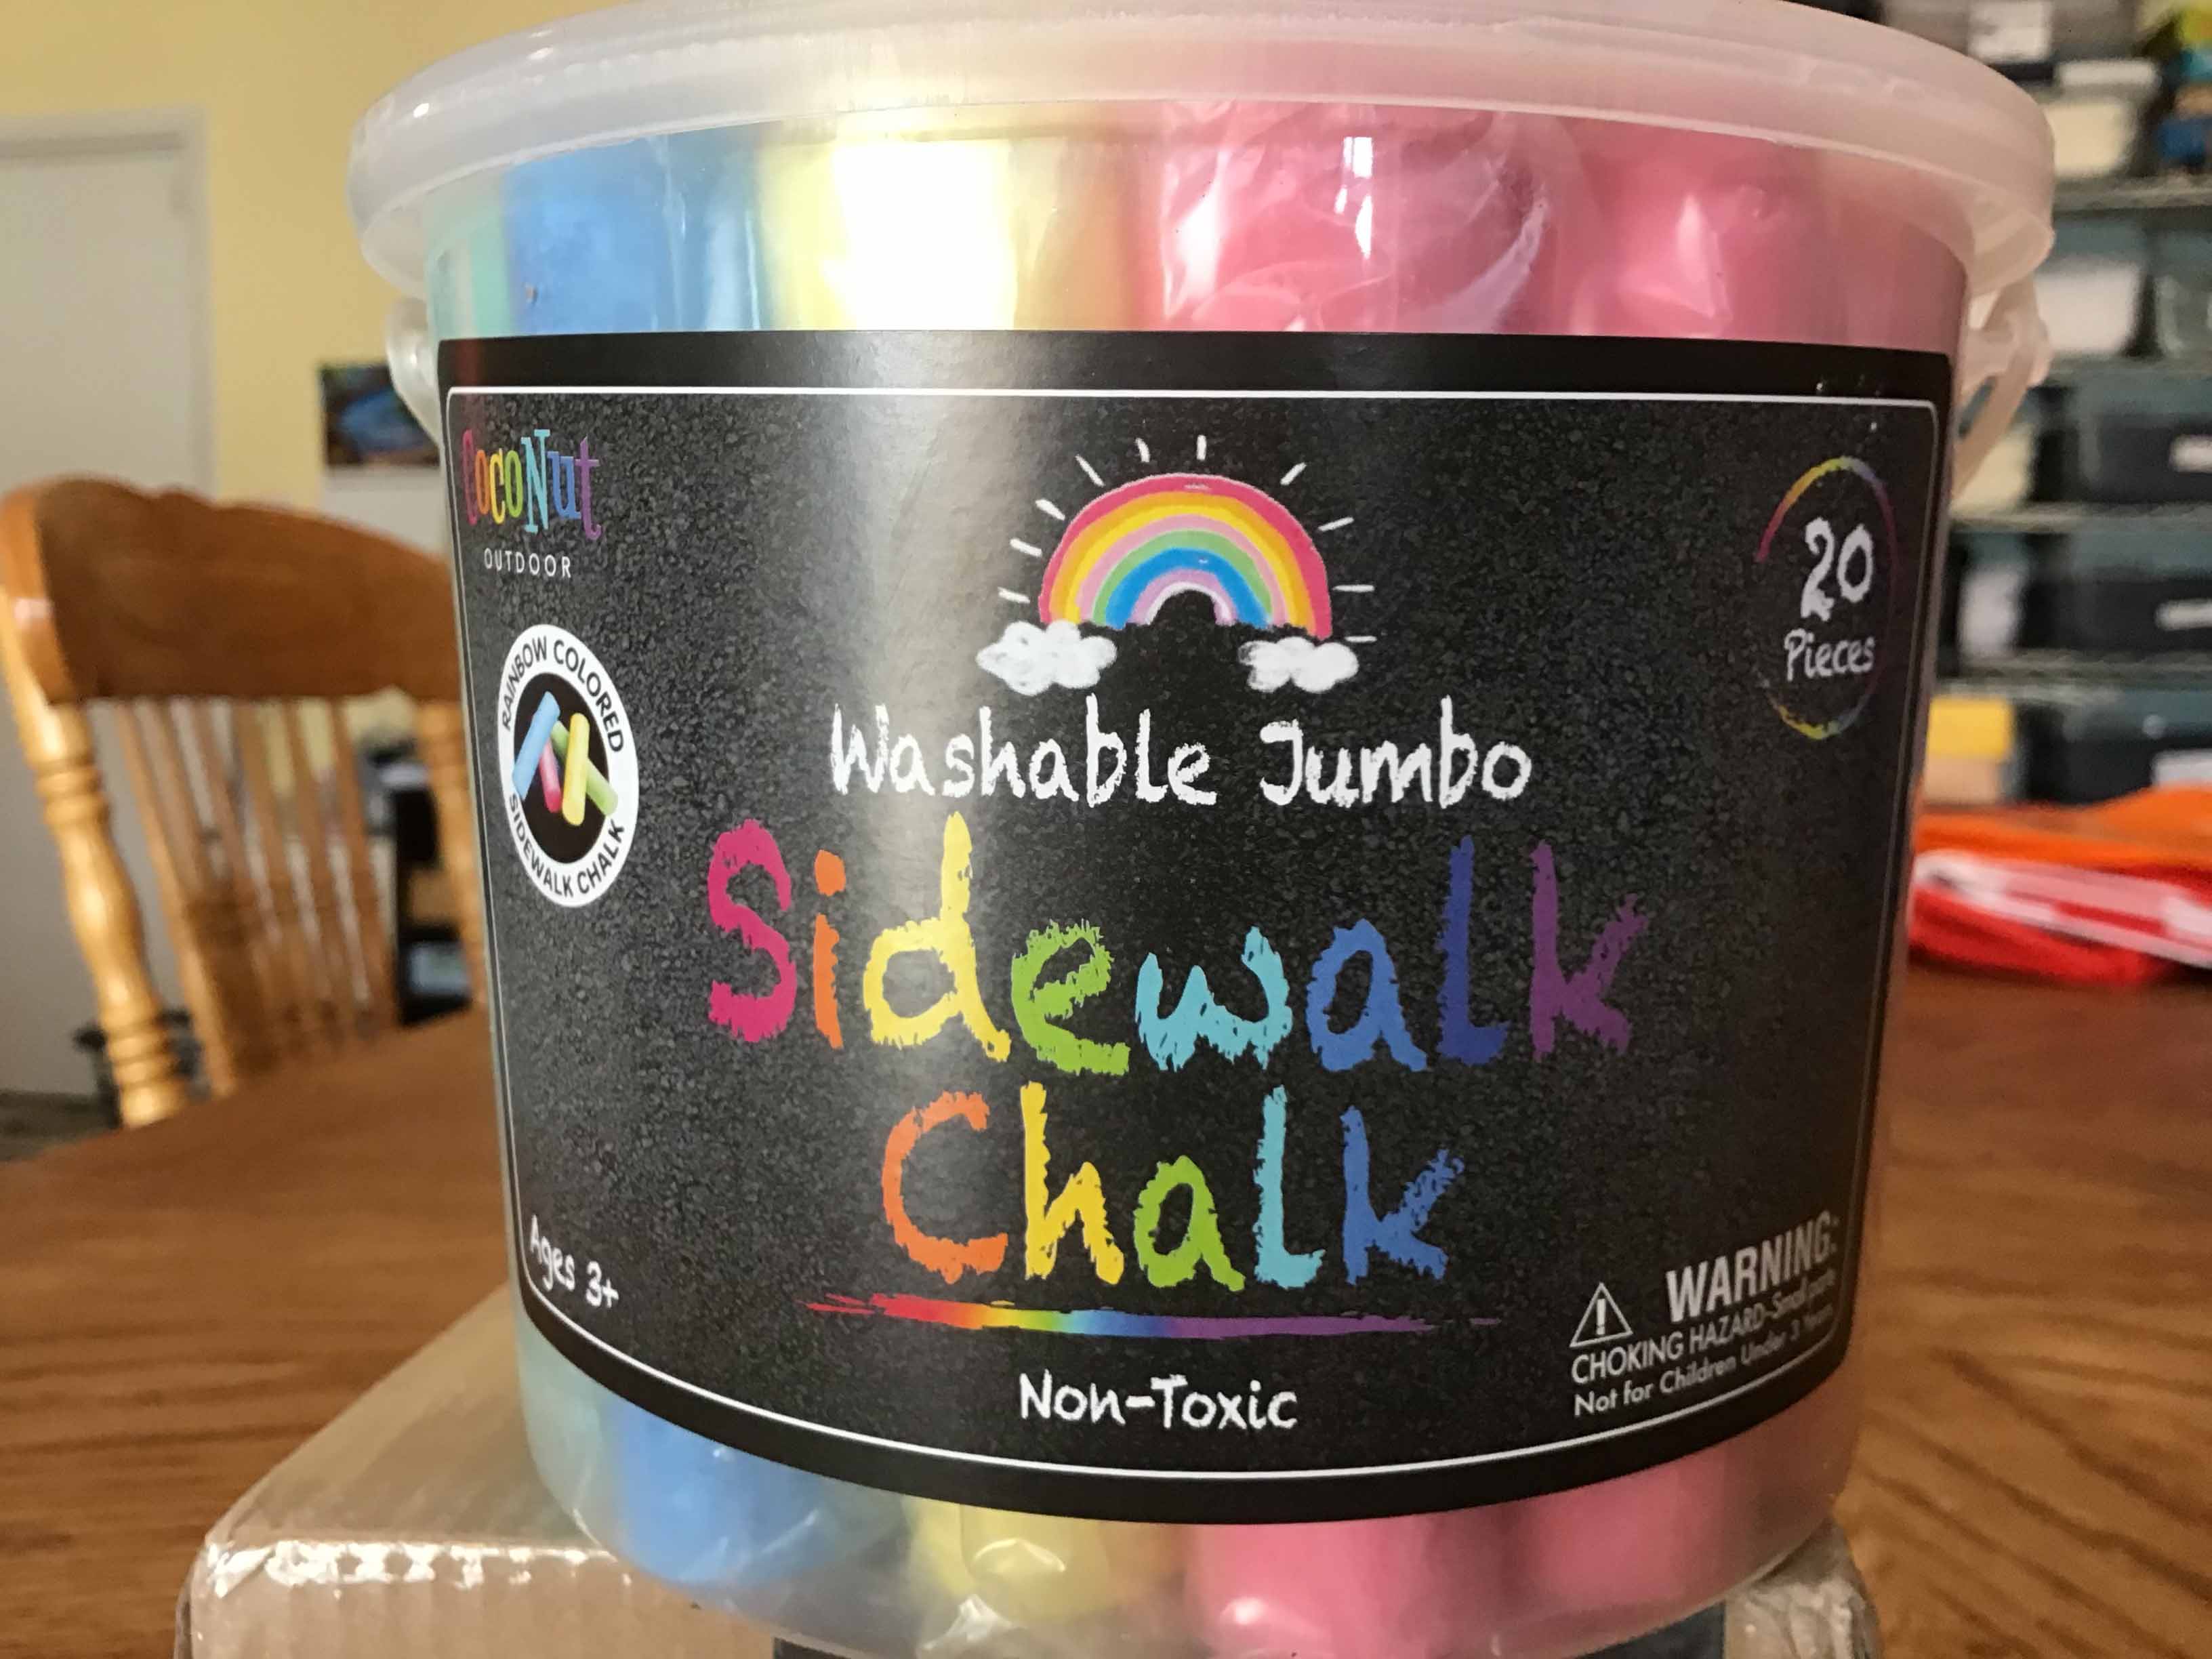 CocoNut
OUTDOOR
RAINBOW COLORED
SIDEWALK CHALK
20
Pieces
Washable Jumbo
Sidewalk
Chalk
Non-Toxic
Ages 3+
WARNING:
CHOKING HAZARD-Small parts
Not for Children Under 3 Years